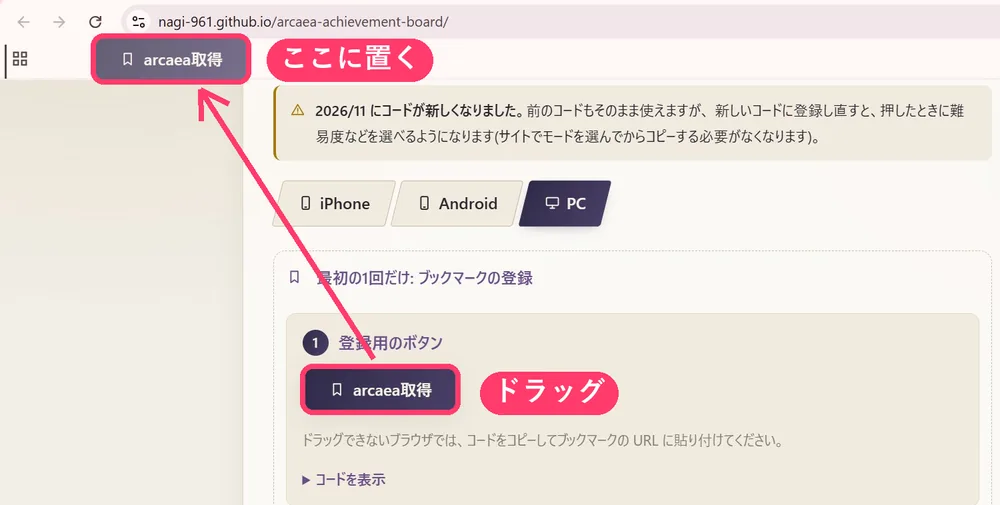 nagi-961.github.io/arcaea-achievement-board/
arcaea取得
ここに置く
2026/11 にコードが新しくなりました。前のコードもそのまま使えますが、新しいコードに登録し直すと、押したときに難
易度などを選べるようになります(サイトでモードを選んでからコピーする必要がなくなります)。
iPhone
Android
PC
最初の1回だけ: ブックマークの登録
1 登録用のボタン
arcaea取得
ドラッグ
ドラッグできないブラウザでは、コードをコピーしてブックマークの URL に貼り付けてください。
▶ コードを表示